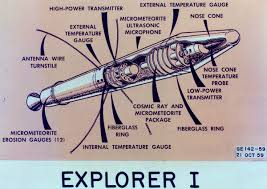 EXTERNAL TEMPERATURE GAUGE
HIGH-POWER TRANSMITTER
NOSE CONE
MICROMETEORITE
ULTRASONIC
MICROPHONE
EXTERNAL
TEMPERATURE
GAUGE
ANTENNA WIRE
TURNSTILE
NOSE CONE
TEMPERATURE
PROBE
LOW-POWER
TRANSMITTER
COSMIC RAY AND
MICROMETEORITE
PACKAGE
MICROMETEORITE
EROSION GAUGES (12)
FIBERGLASS
RING
FIBERGLASS
RING
INTERNAL TEMPERATURE GAUGE
GE142-59
21 OCT 59
EXPLORER I